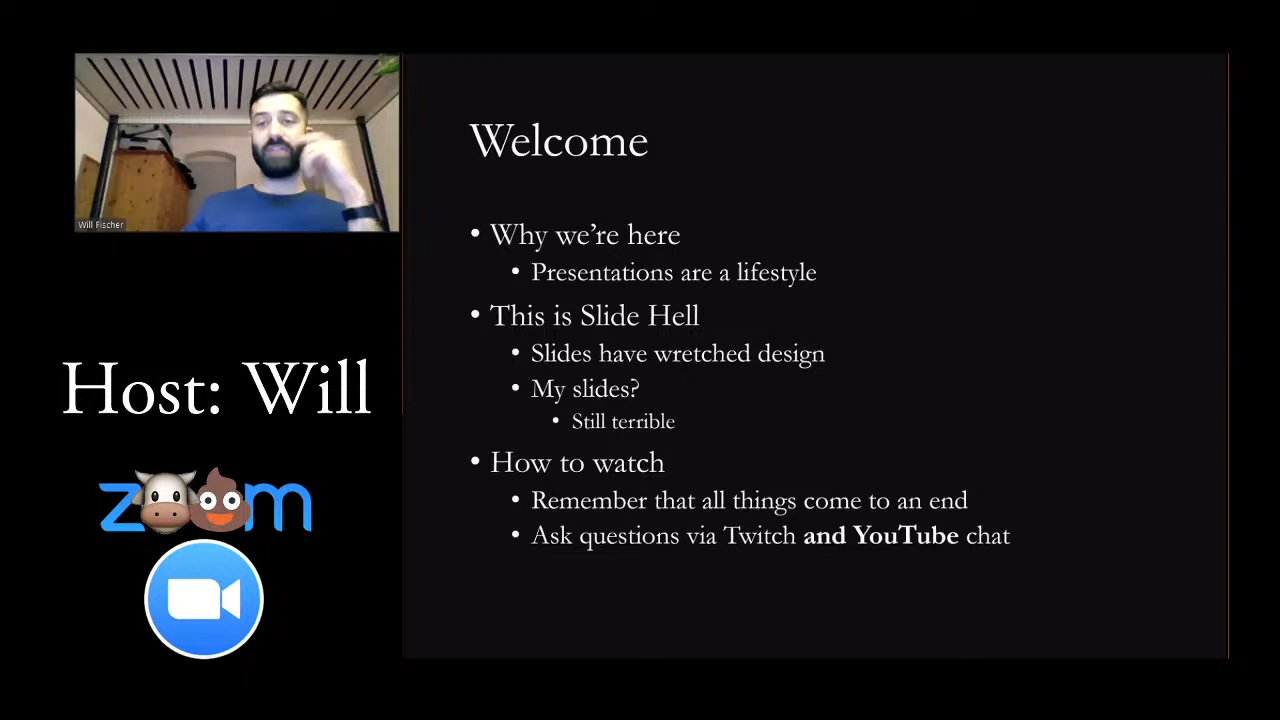 Will Fischer
Host: Will
zoom
Welcome
• Why we’re here
• Presentations are a lifestyle
• This is Slide Hell
• Slides have wretched design
• My slides?
• Still terrible
• How to watch
• Remember that all things come to an end
• Ask questions via Twitch and YouTube chat